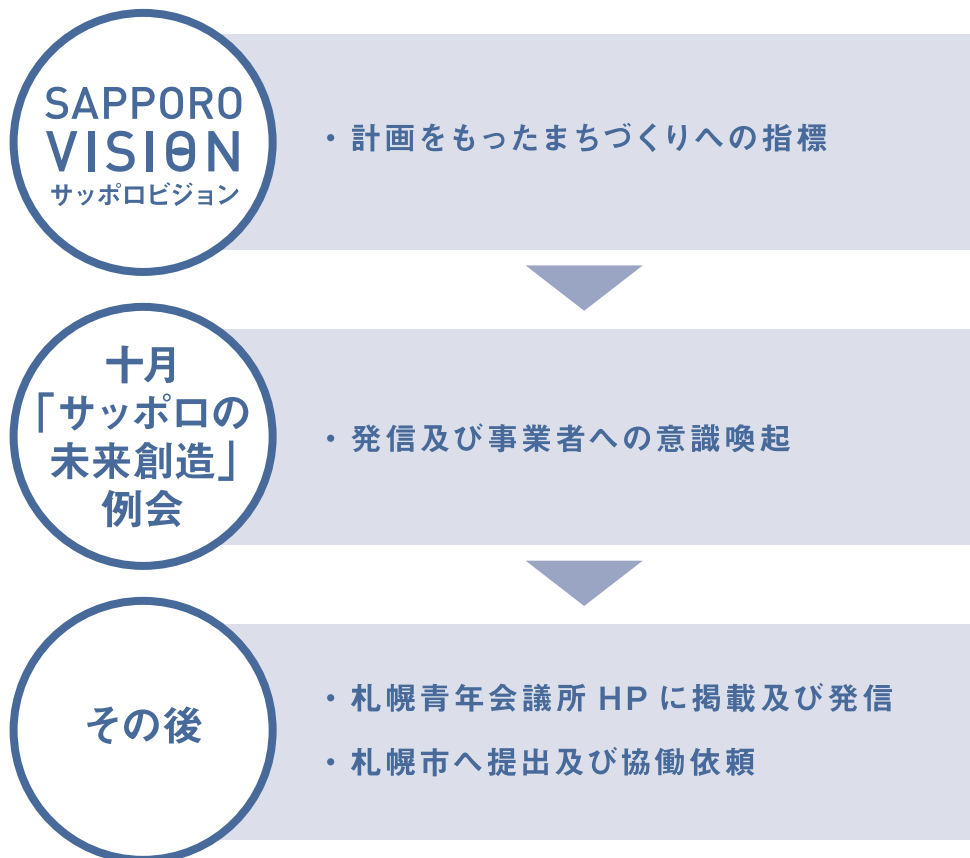 SAPPORO
VISION
サッポロビジョン
・計画をもったまちづくりへの指標
十月
「サッポロの
未来創造」
例会
・発信及び事業者への意識喚起
その後
・札幌青年会議所 HP に掲載及び発信
・札幌市へ提出及び協働依頼